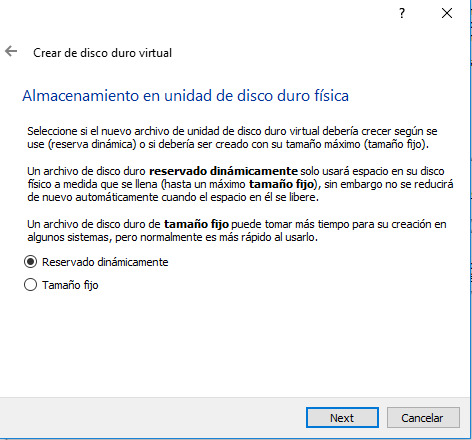 ?
Crear de disco duro virtual
Almacenamiento en unidad de disco duro física
Seleccione si el nuevo archivo de unidad de disco duro virtual debería crecer según se
use (reserva dinámica) o si debería ser creado con su tamaño máximo (tamaño fijo).
Un archivo de disco duro reservado dinámicamente solo usará espacio en su disco
físico a medida que se llena (hasta un máximo tamaño fijo), sin embargo no se reducirá
de nuevo automáticamente cuando el espacio en él se libere.
Un archivo de disco duro de tamaño fijo puede tomar más tiempo para su creación en
algunos sistemas, pero normalmente es más rápido al usarlo.
Reservado dinámicamente
Tamaño fijo
Next Cancelar